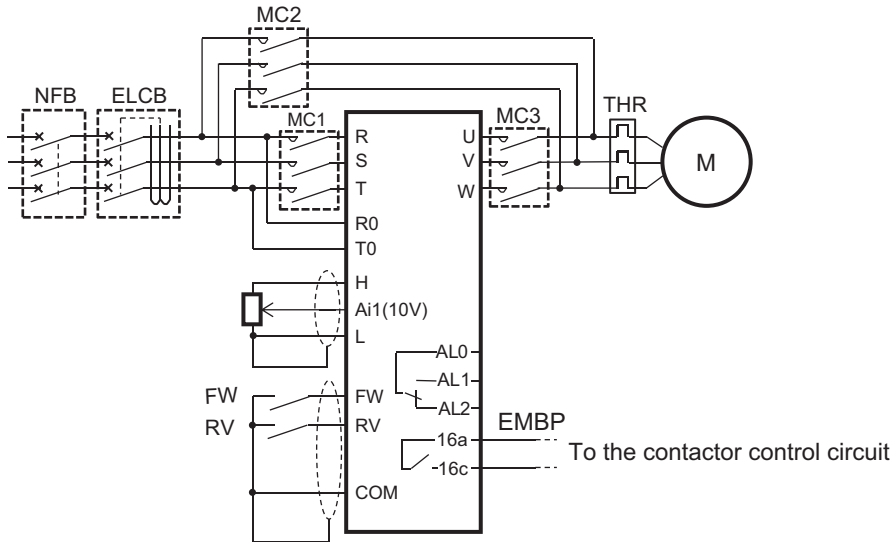 MC2
NFB
ELCB
MC1
MC3
THR
R
S
T
R0
T0
U
V
W
M
H
Ai1(10V)
L
AL0
AL1
AL2
FW
RV
FW
RV
COM
16a
16c
EMBP
To the contactor control circuit